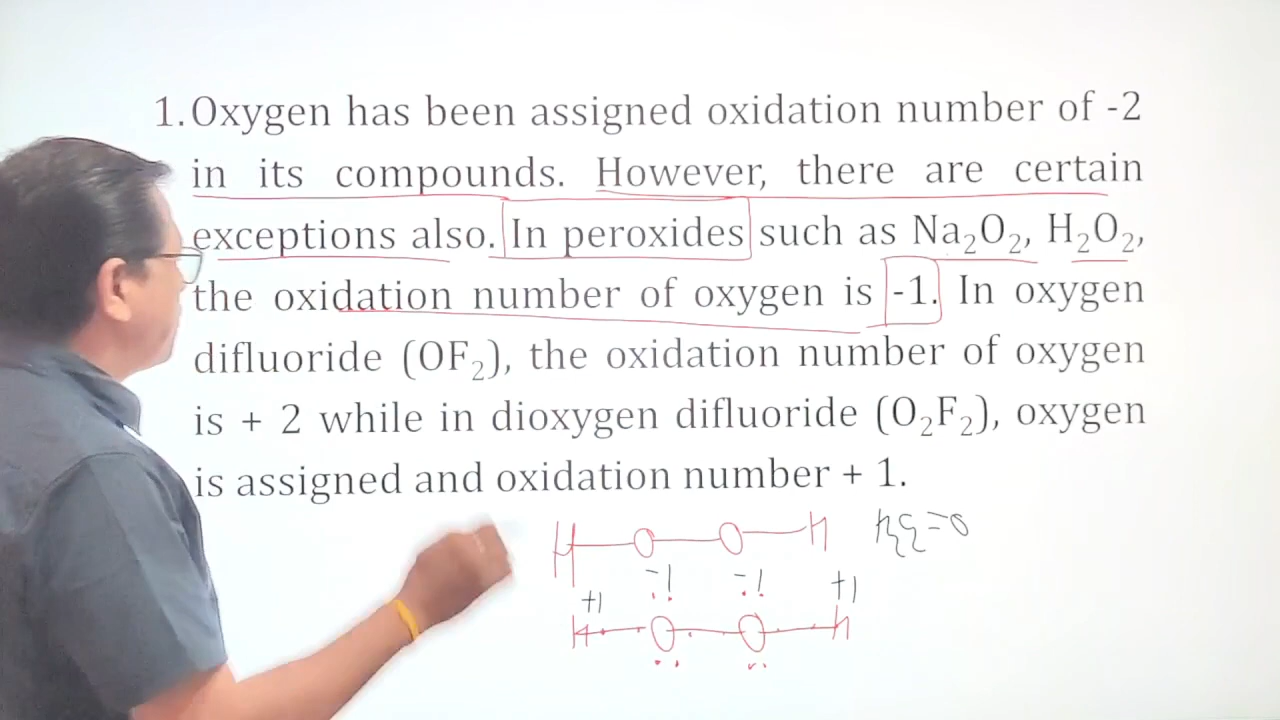 1. Oxygen has been assigned oxidation number of -2
in its compounds. However, there are certain
exceptions also. In peroxides such as Na₂O₂, H₂O₂,
the oxidation number of oxygen is -1. In oxygen
difluoride (OF₂), the oxidation number of oxygen
is + 2 while in dioxygen difluoride (O₂F₂), oxygen
is assigned and oxidation number + 1.
H-O-O-H
-1 -1
+1 +1
H-O-O-H